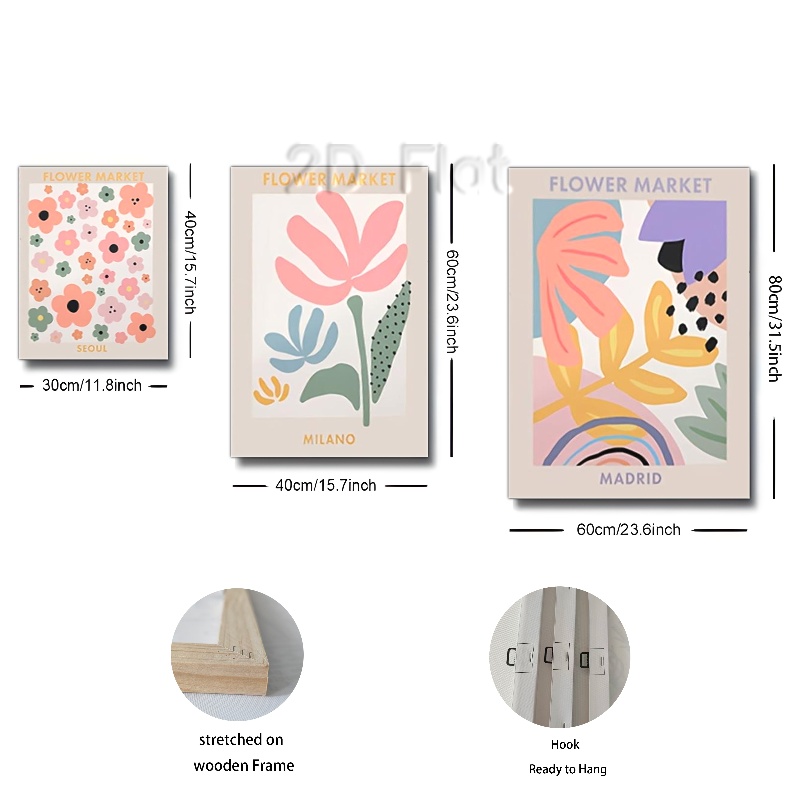 2D Flat
FLOWER MARKET
SEOUL
40cm/15.7inch
30cm/11.8inch
FLOWER MARKET
MILANO
60cm/23.6inch
40cm/15.7inch
FLOWER MARKET
MADRID
80cm/31.5inch
60cm/23.6inch
stretched on
wooden Frame
Hook
Ready to Hang